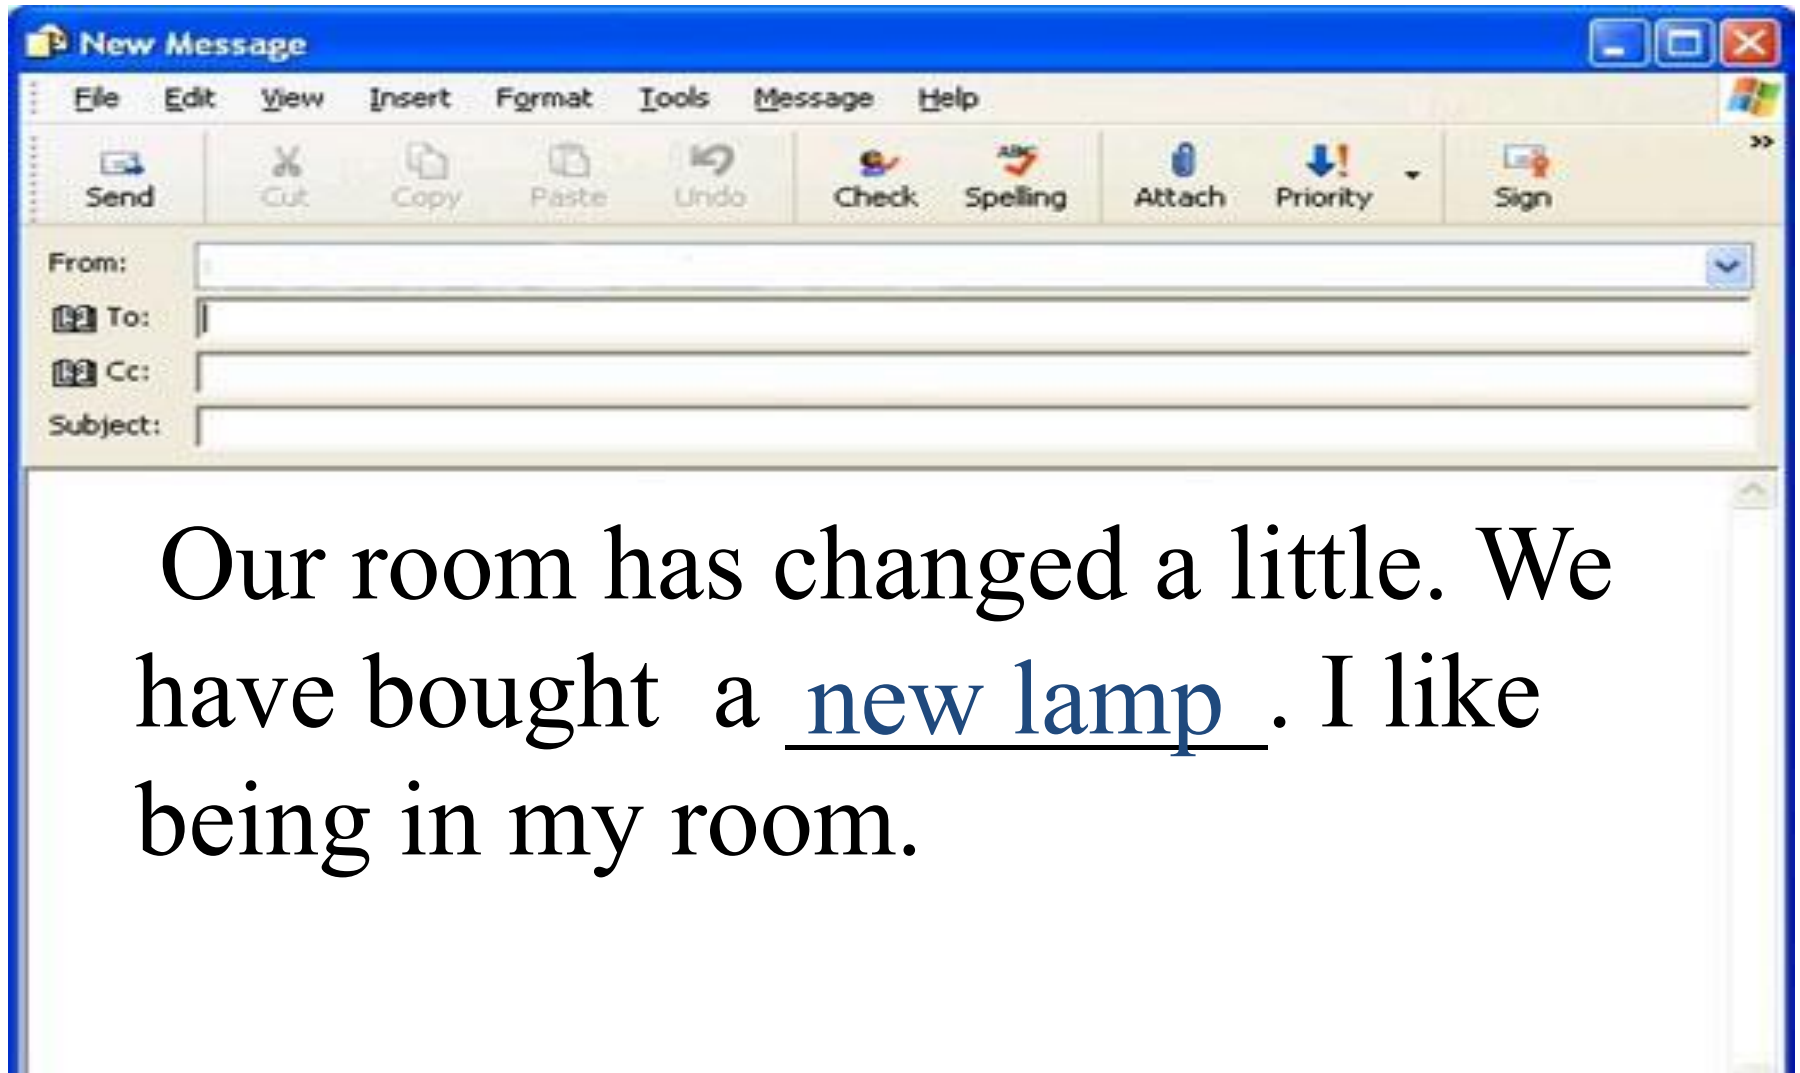 New Message
File Edit View Insert Format Tools Message Help
Send Cut Copy Paste Undo Check Spelling Attach Priority Sign
From:
To:
Cc:
Subject:
Our room has changed a little. We
have bought a new lamp. I like
being in my room.